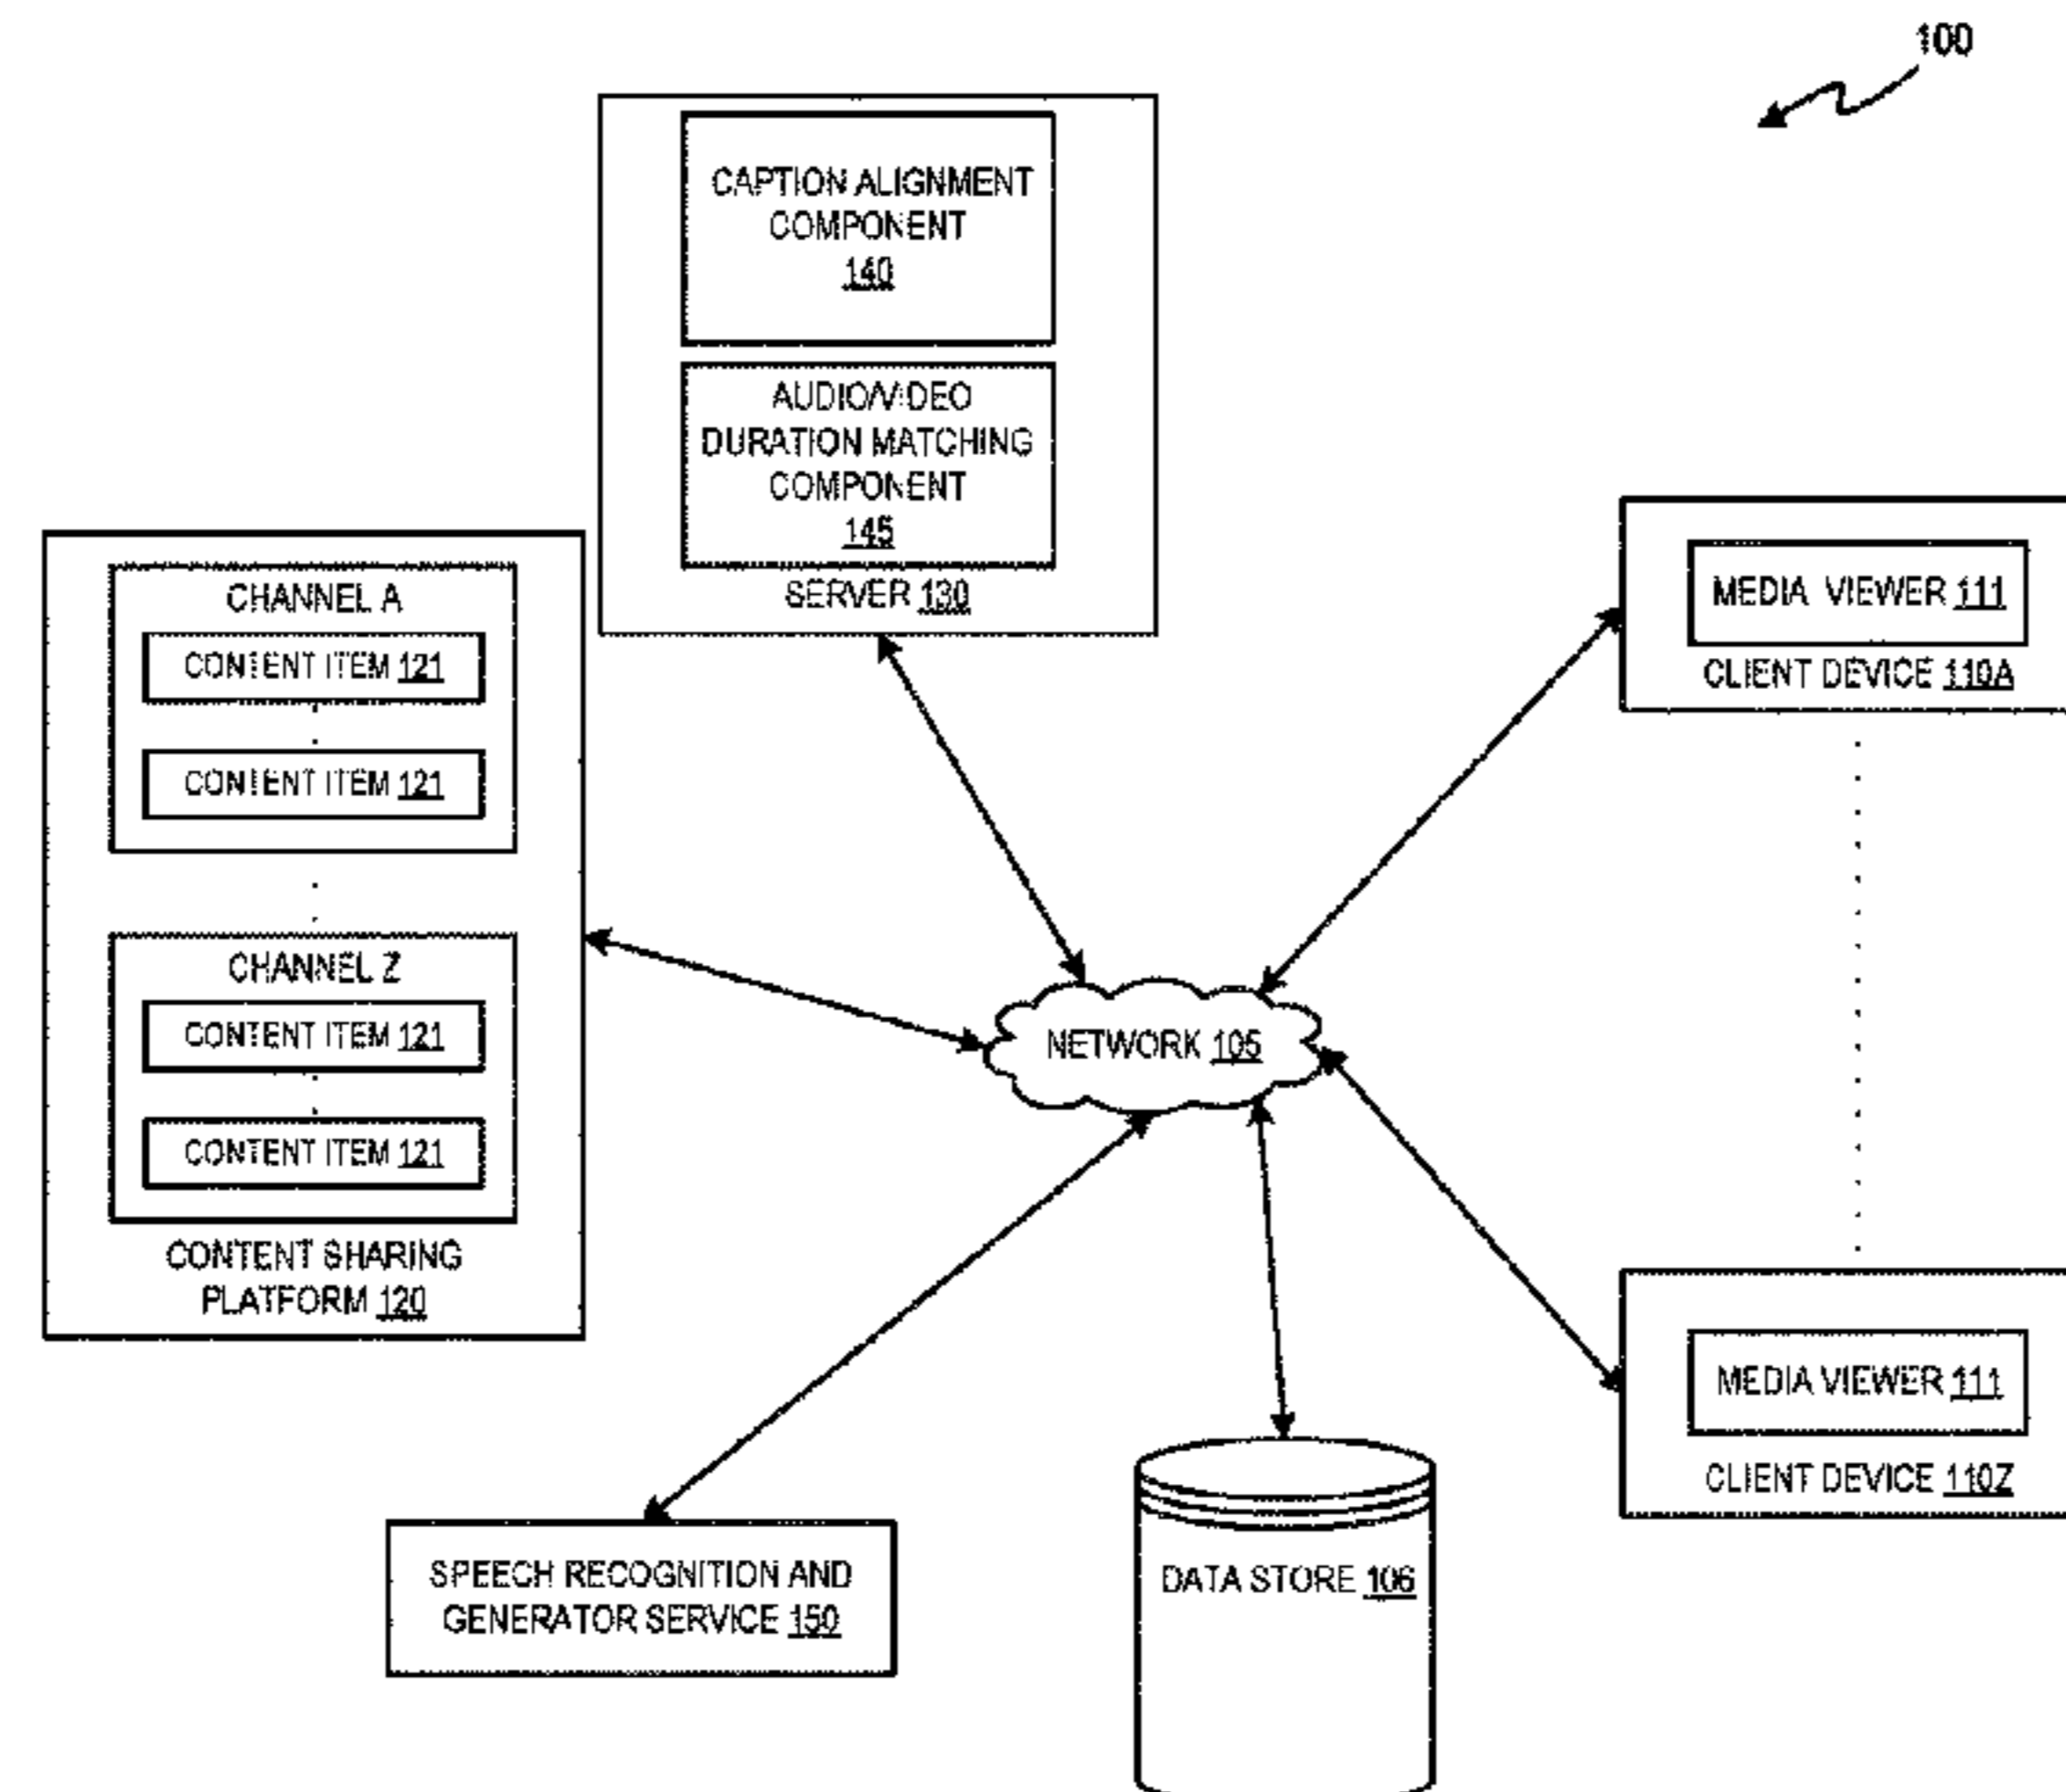 100
CAPTION ALIGNMENT
COMPONENT
140
AUDIO/VIDEO
DURATION MATCHING
COMPONENT
145
SERVER 130
CHANNEL A
CONTENT ITEM 121
CONTENT ITEM 121
CHANNEL Z
CONTENT ITEM 121
CONTENT ITEM 121
CONTENT SHARING
PLATFORM 120
MEDIA VIEWER 111
CLIENT DEVICE 110A
NETWORK 105
MEDIA VIEWER 111
CLIENT DEVICE 110Z
SPEECH RECOGNITION AND
GENERATOR SERVICE 150
DATA STORE 106